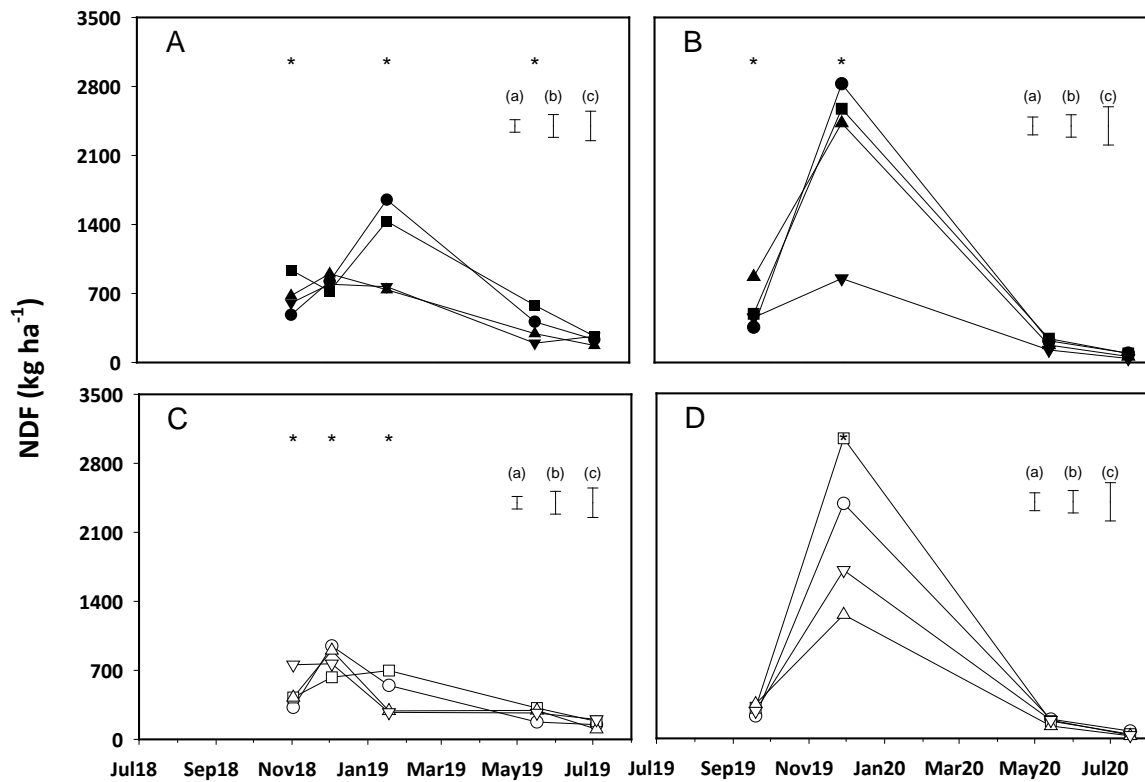 NDF (kg ha⁻¹)
3500
2800
2100
1400
700
0
A
* * *
(a) (b) (c)
B
* *
(a) (b) (c)
3500
2800
2100
1400
700
0
C
* * *
(a) (b) (c)
D
*
(a) (b) (c)
Jul18 Sep18 Nov18 Jan19 Mar19 May19 Jul19
Jul19 Sep19 Nov19 Jan20 Mar20 May20 Jul20